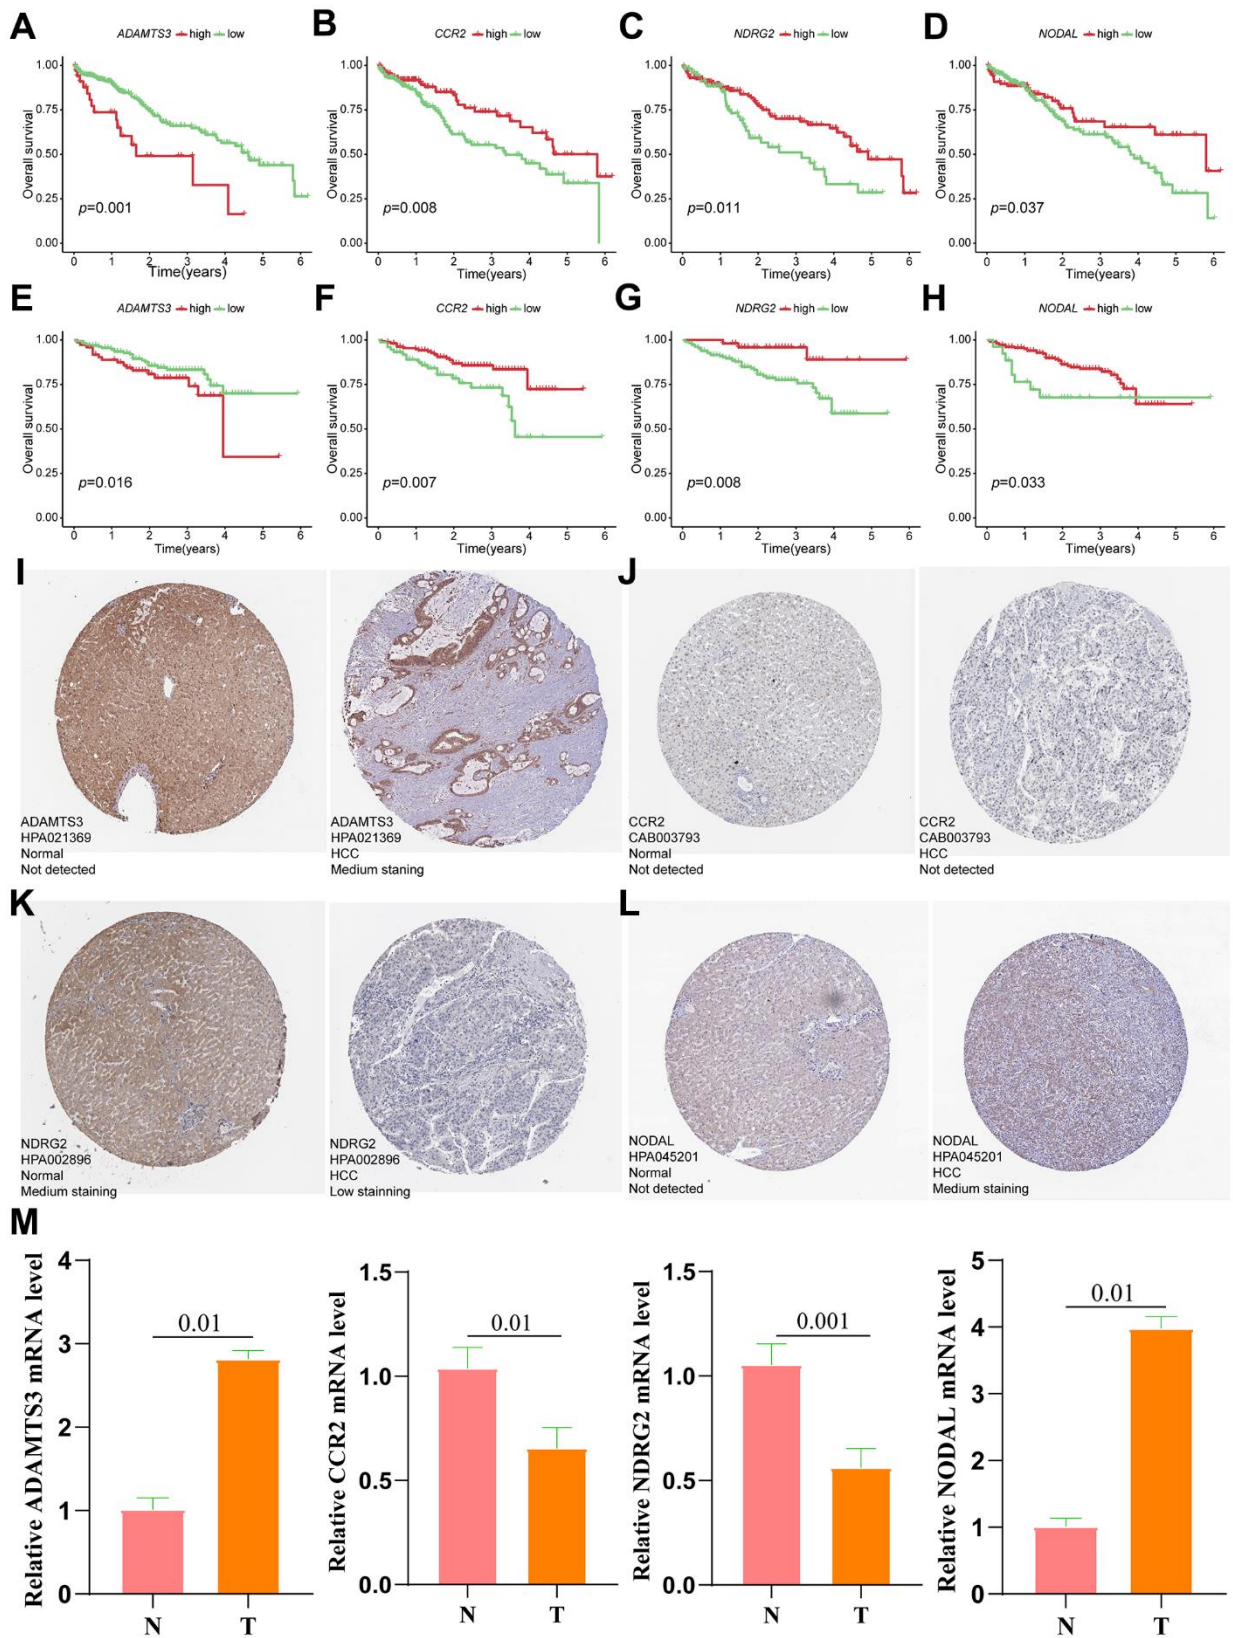 A
ADAMTS3 high low
Overall survival
1.00
0.75
0.50
0.25
0.00
p=0.001
0 1 2 3 4 5 6
Time(years)
B
CCR2 high low
Overall survival
1.00
0.75
0.50
0.25
0.00
p=0.008
0 1 2 3 4 5 6
Time(years)
C
NDRG2 high low
Overall survival
1.00
0.75
0.50
0.25
0.00
p=0.011
0 1 2 3 4 5 6
Time(years)
D
NODAL high low
Overall survival
1.00
0.75
0.50
0.25
0.00
p=0.037
0 1 2 3 4 5 6
Time(years)
E
ADAMTS3 high low
Overall survival
1.00
0.75
0.50
0.25
0.00
p=0.016
0 1 2 3 4 5 6
Time(years)
F
CCR2 high low
Overall survival
1.00
0.75
0.50
0.25
0.00
p=0.007
0 1 2 3 4 5 6
Time(years)
G
NDRG2 high low
Overall survival
1.00
0.75
0.50
0.25
0.00
p=0.008
0 1 2 3 4 5 6
Time(years)
H
NODAL high low
Overall survival
1.00
0.75
0.50
0.25
0.00
p=0.033
0 1 2 3 4 5 6
Time(years)
I
ADAMTS3
HPA021369
Normal
Not detected
ADAMTS3
HPA021369
HCC
Medium staning
J
CCR2
CAB003793
Normal
Not detected
CCR2
CAB003793
HCC
Not detected
K
NDRG2
HPA002896
Normal
Medium staining
NDRG2
HPA002896
HCC
Low stainning
L
NODAL
HPA045201
Normal
Not detected
NODAL
HPA045201
HCC
Medium staining
M
Relative ADAMTS3 mRNA level
4
3
2
1
0
0.01
N T
Relative CCR2 mRNA level
1.5
1.0
0.5
0.0
0.01
N T
Relative NDRG2 mRNA level
1.5
1.0
0.5
0.0
0.001
N T
Relative NODAL mRNA level
5
4
3
2
1
0
0.01
N T